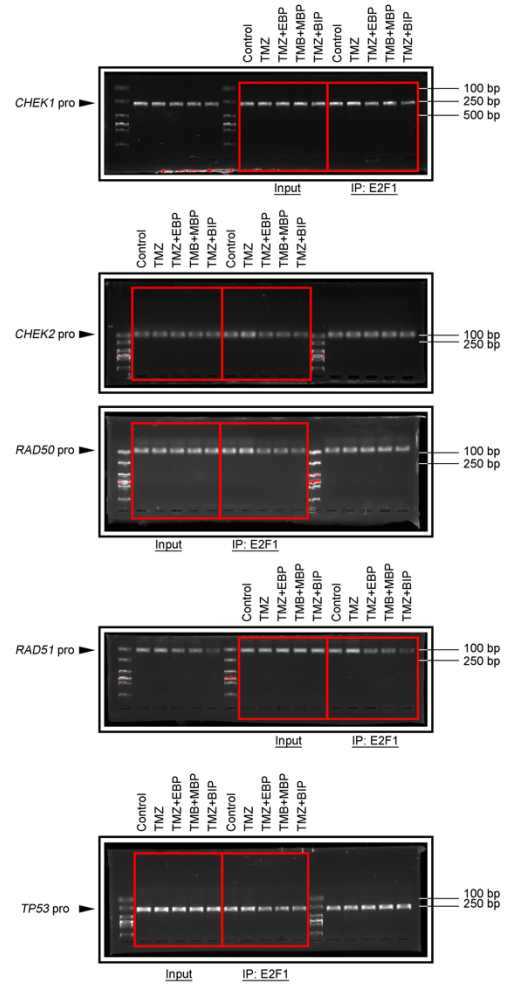 Control
TMZ
TMZ+EBP
TMB+MBP
TMZ+BIP
Control
TMZ
TMZ+EBP
TMB+MBP
TMZ+BIP
CHEK1 pro
100 bp
250 bp
500 bp
Input
IP: E2F1
Control
TMZ
TMZ+EBP
TMB+MBP
TMZ+BIP
Control
TMZ
TMZ+EBP
TMB+MBP
TMZ+BIP
CHEK2 pro
100 bp
250 bp
RAD50 pro
100 bp
250 bp
Input
IP: E2F1
Control
TMZ
TMZ+EBP
TMB+MBP
TMZ+BIP
Control
TMZ
TMZ+EBP
TMB+MBP
TMZ+BIP
RAD51 pro
100 bp
250 bp
Input
IP: E2F1
Control
TMZ
TMZ+EBP
TMB+MBP
TMZ+BIP
Control
TMZ
TMZ+EBP
TMB+MBP
TMZ+BIP
TP53 pro
100 bp
250 bp
Input
IP: E2F1